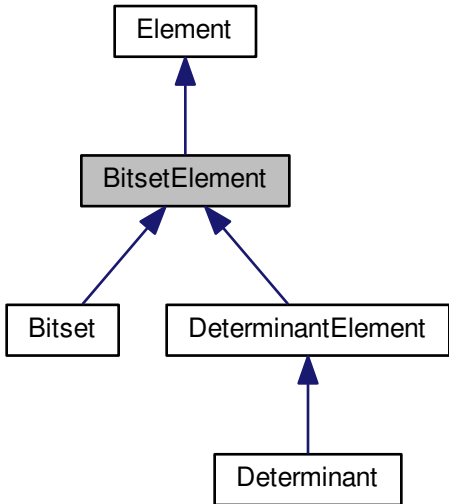 Element
BitsetElement
Bitset
DeterminantElement
Determinant